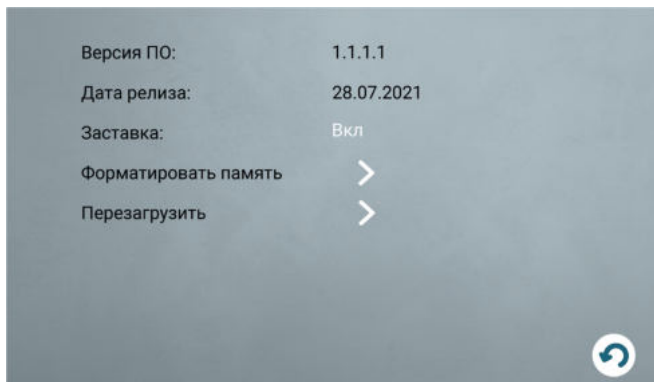 Версия ПО: 1.1.1.1
Дата релиза: 28.07.2021
Заставка: Вкл
Форматировать память
Перезагрузить